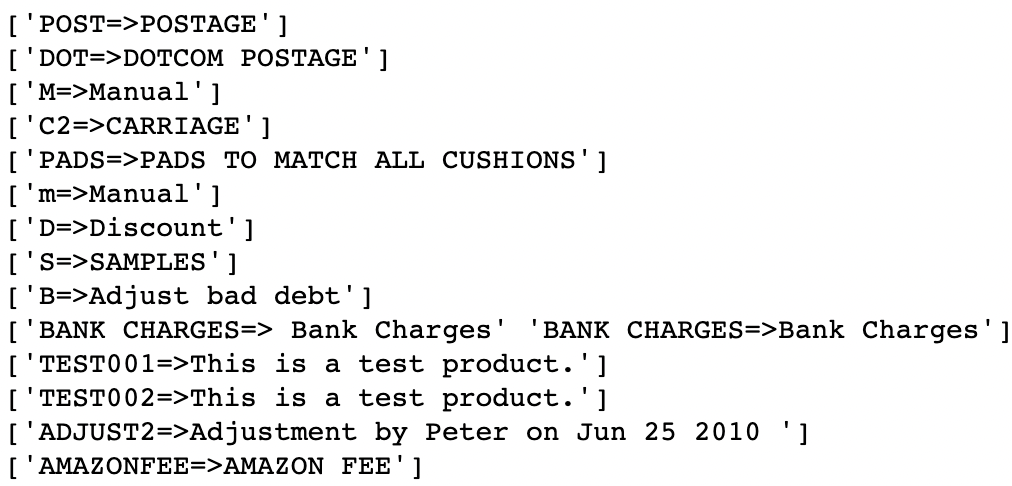 ['POST=>POSTAGE']
['DOT=>DOTCOM POSTAGE']
['M=>Manual']
['C2=>CARRIAGE']
['PADS=>PADS TO MATCH ALL CUSHIONS']
['m=>Manual']
['D=>Discount']
['S=>SAMPLES']
['B=>Adjust bad debt']
['BANK CHARGES=> Bank Charges' 'BANK CHARGES=>Bank Charges']
['TEST001=>This is a test product.']
['TEST002=>This is a test product.']
['ADJUST2=>Adjustment by Peter on Jun 25 2010 ']
['AMAZONFEE=>AMAZON FEE']